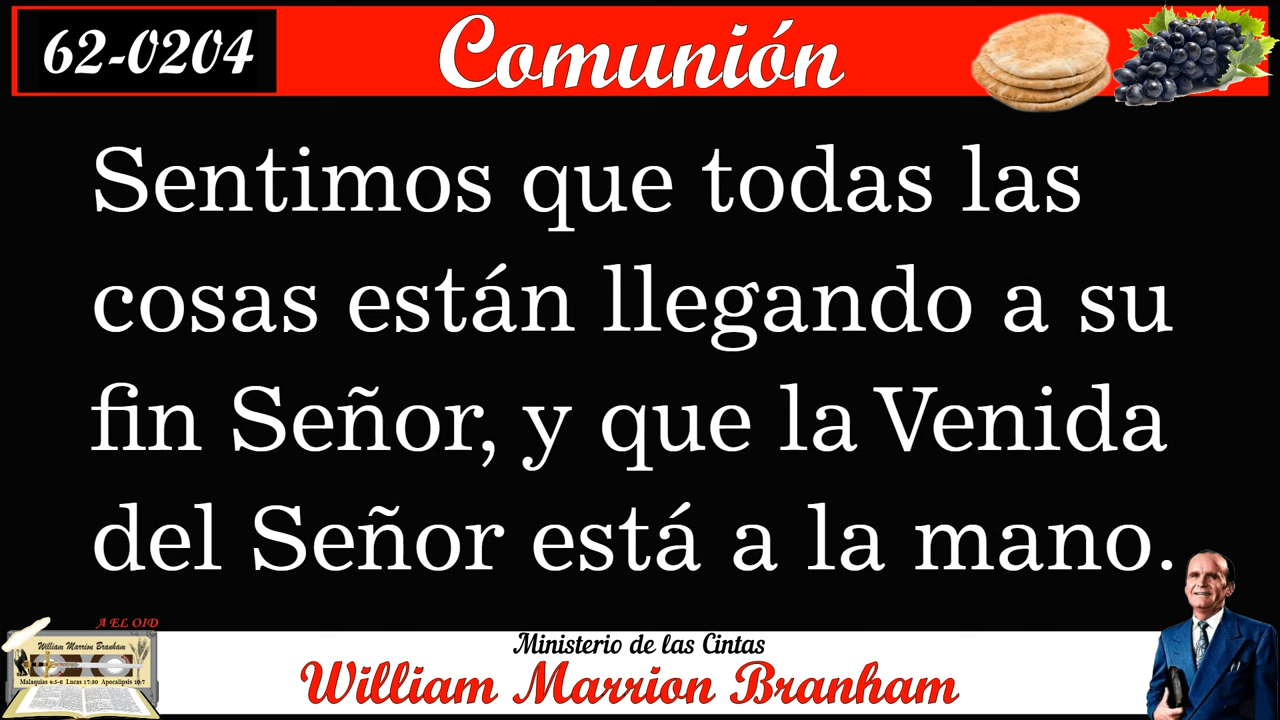 62-0204
Comunión
Sentimos que todas las
cosas están llegando a su
fin Señor, y que la Venida
del Señor está a la mano.
A EL OID
William Marrion Branham
Malaquias 4:5-6 Lucas 17:30 Apocalipsis 10:7
Ministerio de las Cintas
William Marrion Branham